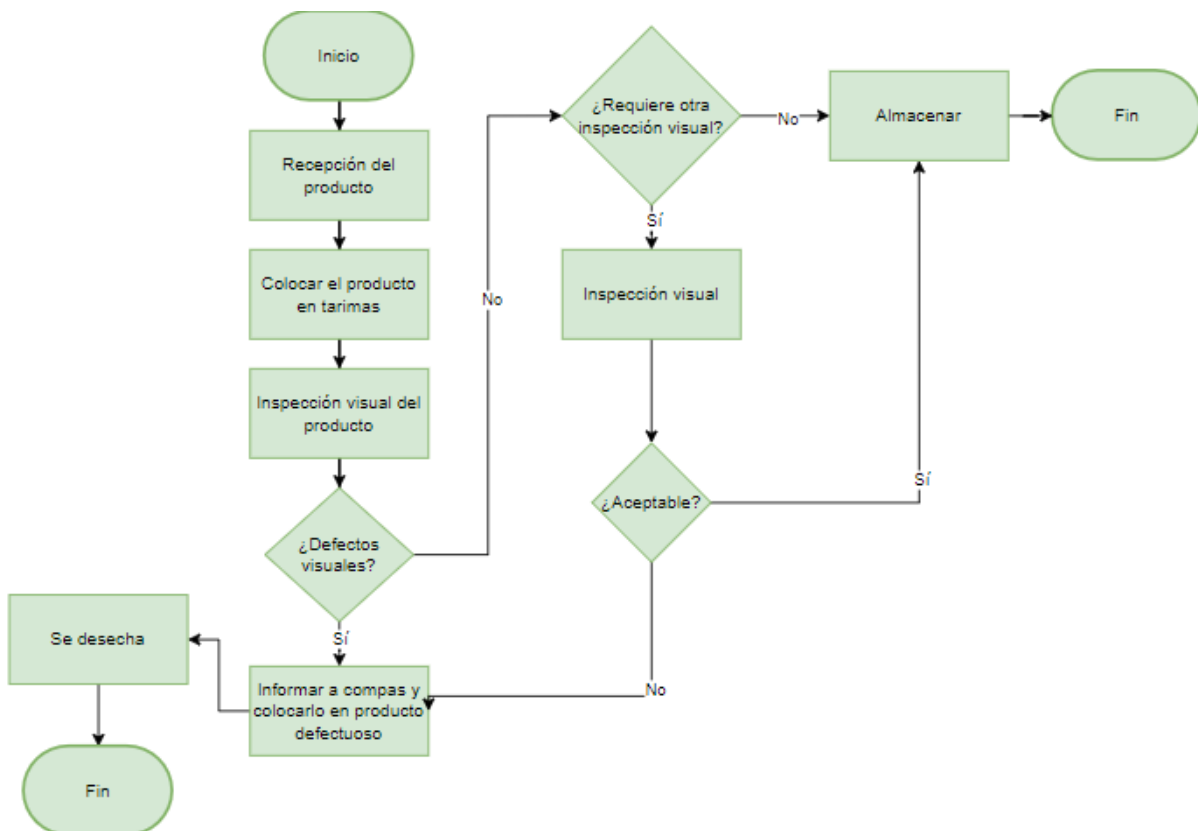 Inicio
Recepción del
producto
Colocar el producto
en tarimas
Inspección visual del
producto
¿Defectos
visuales?
Sí
No
Informar a compas y
colocarlo en producto
defectuoso
Se desecha
Fin
¿Requiere otra
inspección visual?
No
Sí
Inspección visual
¿Aceptable?
Sí
No
Almacenar
Fin